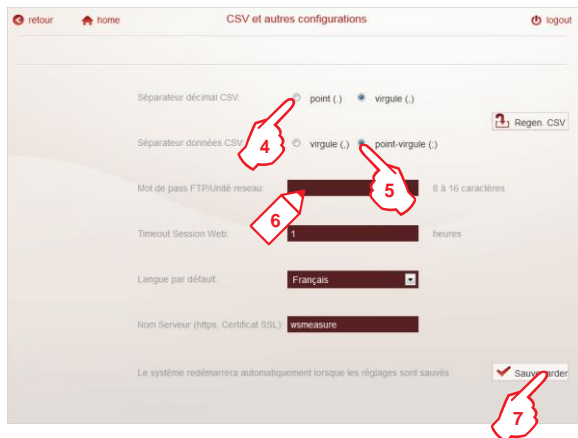 retour home CSV et autres configurations logout
Séparateur décimal CSV: point (.) virgule (,)
Regen. CSV
4
Séparateur données CSV: virgule (,) point-virgule (;)
5
Mot de pass FTP/Unité reseau: 8 à 16 caractères
6
Timeout Session Web: 1 heures
Langue par défault: Français
Nom Serveur (https, Certificat SSL): wsmeasure
Le système redémarrera automatiquement lorsque les réglages sont sauvés Sauvegarder
7